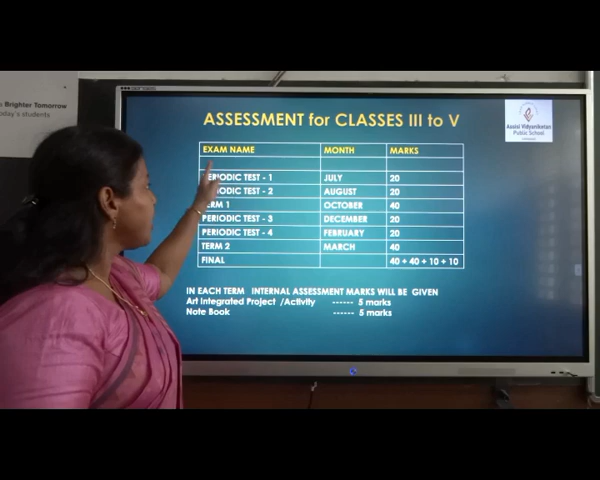 Brighter Tomorrow
oday's students
ASSESSMENT for CLASSES III to V
Assisi Vidyaniketan
Public School
EXAM NAME MONTH MARKS
PERIODIC TEST - 1 JULY 20
PERIODIC TEST - 2 AUGUST 20
TERM 1 OCTOBER 40
PERIODIC TEST - 3 DECEMBER 20
PERIODIC TEST - 4 FEBRUARY 20
TERM 2 MARCH 40
FINAL 40 + 40 + 10 + 10
IN EACH TERM INTERNAL ASSESSMENT MARKS WILL BE GIVEN
Art Integrated Project /Activity ------ 5 marks
Note Book ------ 5 marks